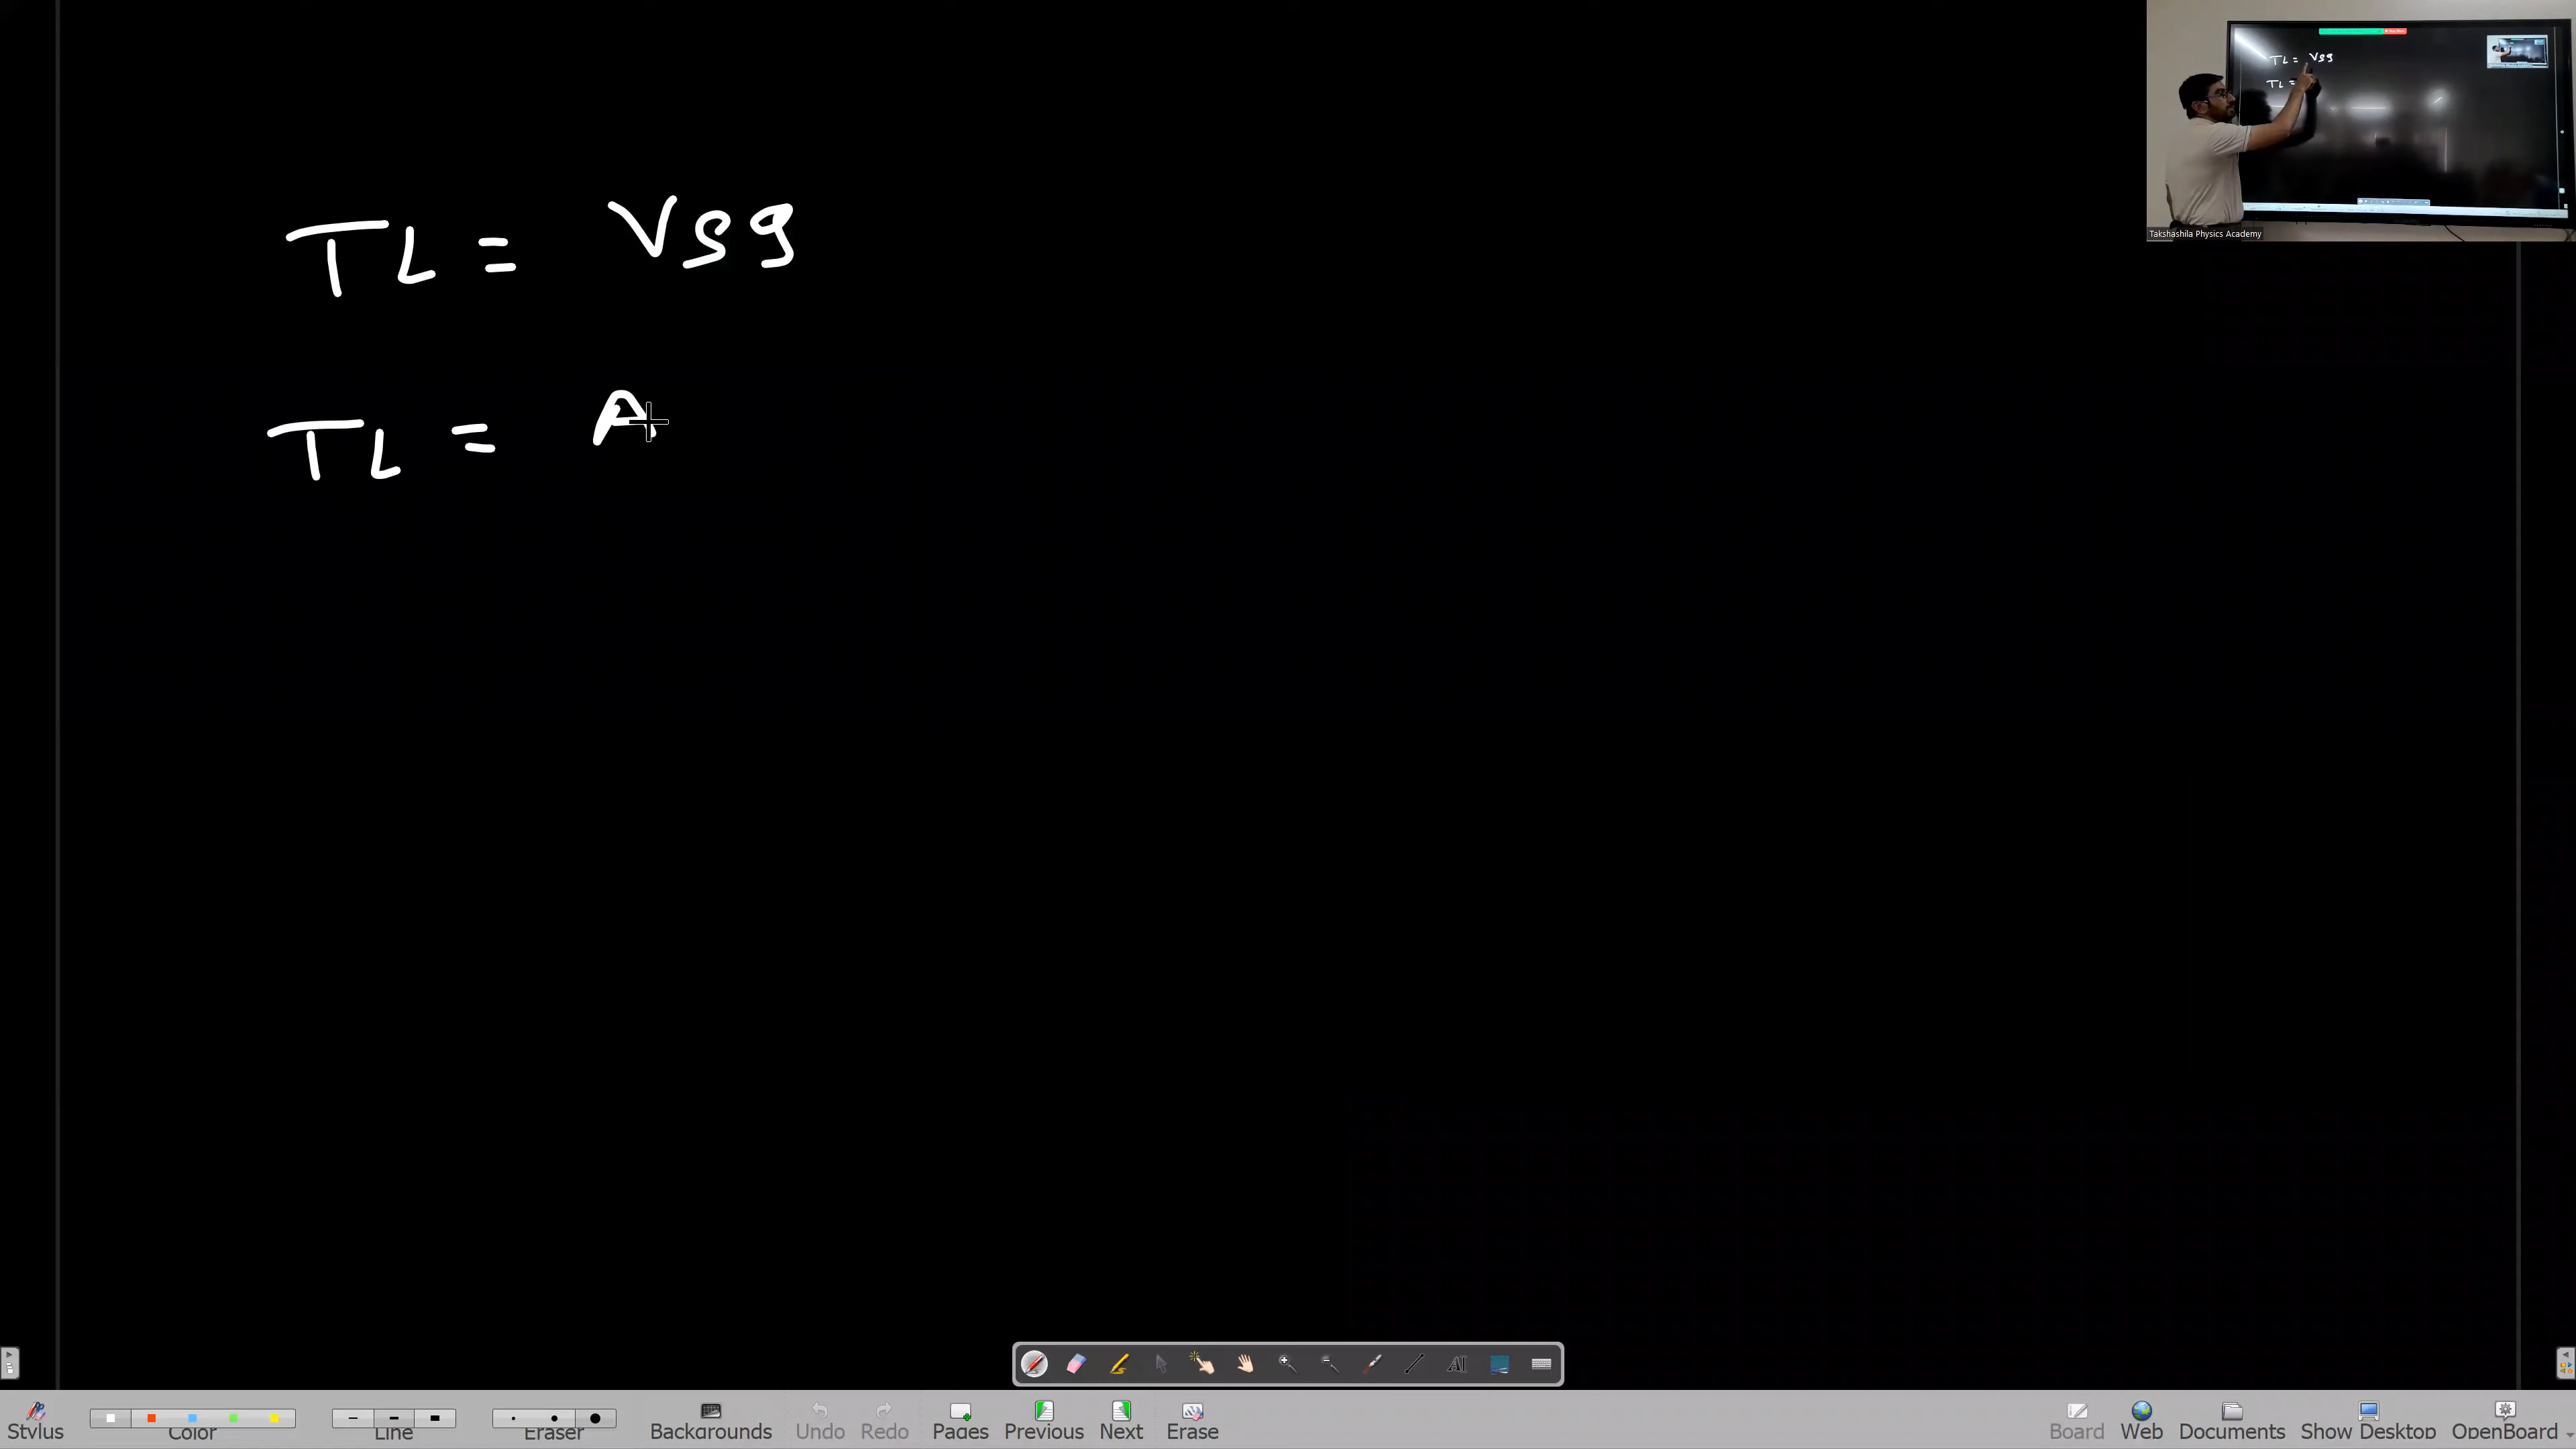 Takshashila Physics Academy
TL = Vsg
TL = A
Stylus Color Line Eraser Backgrounds Undo Redo Pages Previous Next Erase Board Web Documents Show Desktop OpenBoard